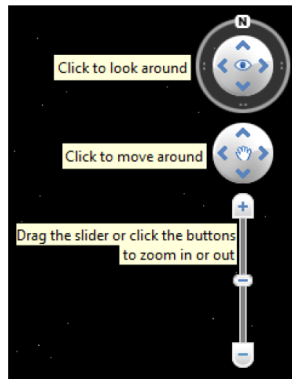 N
Click to look around
Click to move around
Drag the slider or click the buttons
to zoom in or out